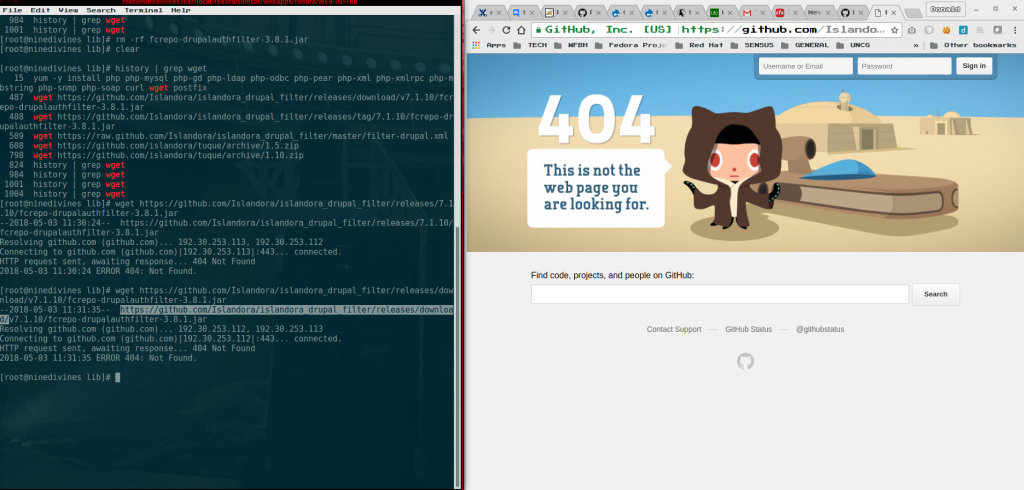 File Edit View Search Terminal Help
984 history | grep wget
1001 history | grep wget
[root@ninedivines lib]# rm -rf fcrepo-drupalauthfilter-3.8.1.jar
[root@ninedivines lib]# clear
[root@ninedivines lib]# history | grep wget
15 yum -y install php php-mysql php-gd php-ldap php-odbc php-pear php-xml php-xmlrpc php-m
bstring php-snmp php-soap curl wget postfix
487 wget https://github.com/islandora/islandora_drupal_filter/releases/download/v7.1.10/fcr
epo-drupalauthfilter-3.8.1.jar
488 wget https://github.com/Islandora/islandora_drupal_filter/releases/tag/7.1.10/fcrepo-dr
upalauthfilter-3.8.1.jar
509 wget https://raw.github.com/Islandora/islandora_drupal_filter/master/filter-drupal.xml
608 wget https://github.com/islandora/tuque/archive/1.5.zip
798 wget https://github.com/islandora/tuque/archive/1.10.zip
824 history | grep wget
984 history | grep wget
1001 history | grep wget
1004 history | grep wget
[root@ninedivines lib]# wget https://github.com/Islandora/islandora_drupal_filter/releases/7.1
.10/fcrepo-drupalauthfilter-3.8.1.jar
--2018-05-03 11:30:24-- https://github.com/Islandora/islandora_drupal_filter/releases/7.1.10/
fcrepo-drupalauthfilter-3.8.1.jar
Resolving github.com (github.com)... 192.30.253.113, 192.30.253.112
Connecting to github.com (github.com)|192.30.253.113|:443... connected.
HTTP request sent, awaiting response... 404 Not Found
2018-05-03 11:30:24 ERROR 404: Not Found.
[root@ninedivines lib]# wget https://github.com/Islandora/islandora_drupal_filter/releases/dow
nload/v7.1.10/fcrepo-drupalauthfilter-3.8.1.jar
--2018-05-03 11:31:35-- https://github.com/Islandora/islandora_drupal_filter/releases/downloa
d/v7.1.10/fcrepo-drupalauthfilter-3.8.1.jar
Resolving github.com (github.com)... 192.30.253.112, 192.30.253.113
Connecting to github.com (github.com)|192.30.253.112|:443... connected.
HTTP request sent, awaiting response... 404 Not Found
2018-05-03 11:31:35 ERROR 404: Not Found.
[root@ninedivines lib]#
Donald
GitHub, Inc. [US] | https://github.com/Islando
Apps TECH WFBH Fedora Proje Red Hat SENSUS GENERAL UNCG » Other bookmarks
Username or Email Password Sign in
404
This is not the
web page you
are looking for.
Find code, projects, and people on GitHub:
Search
Contact Support — GitHub Status — @githubstatus